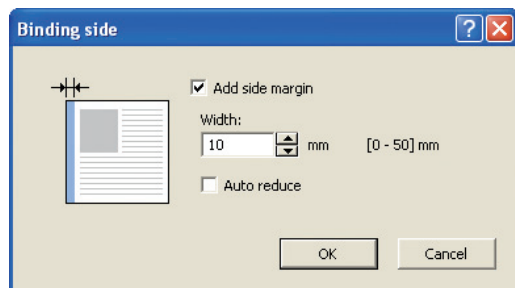 Binding side
Add side margin
Width:
10 mm [0 - 50] mm
Auto reduce
OK Cancel